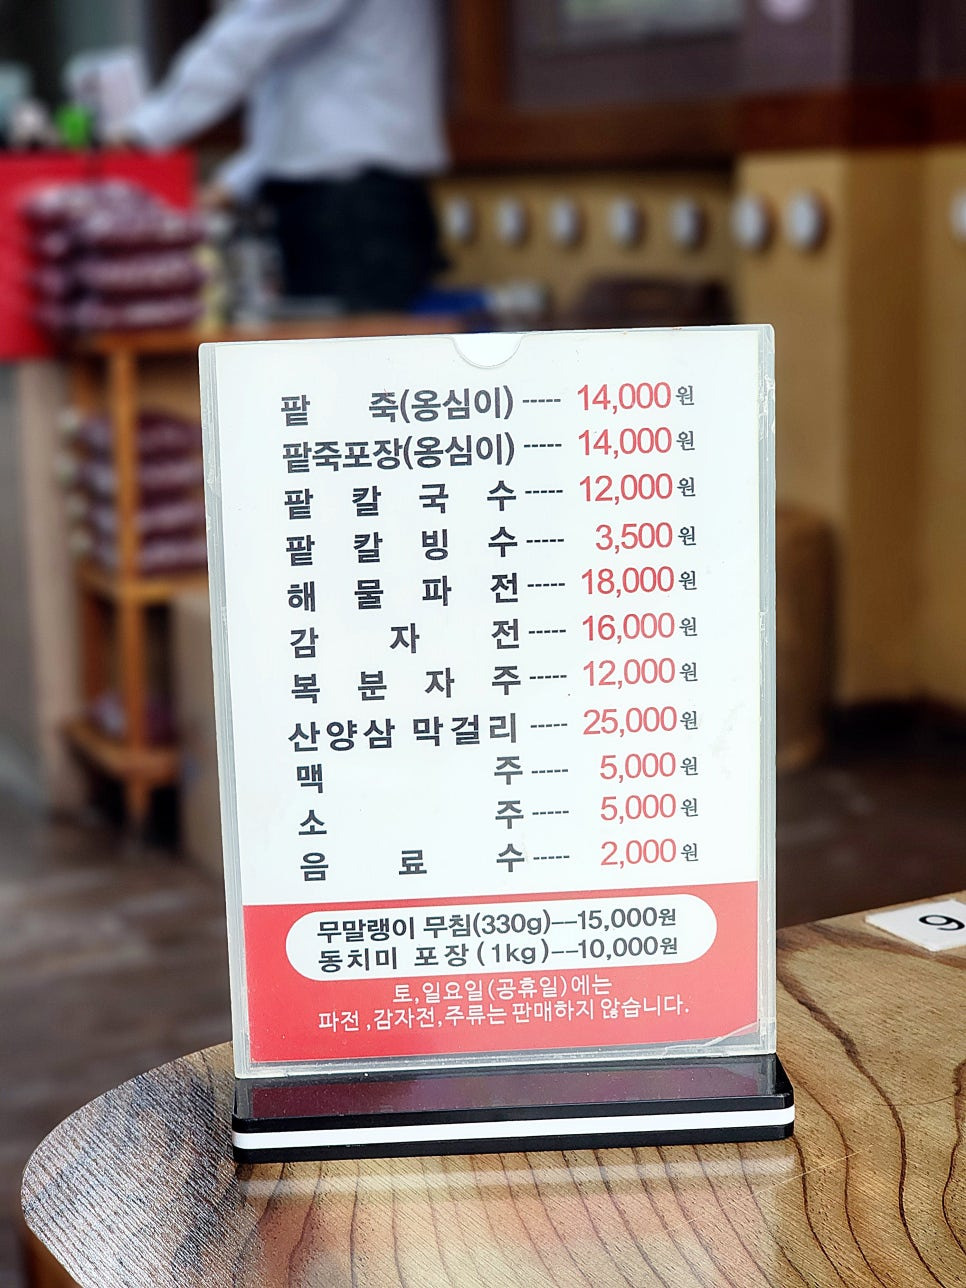 팥 죽(옹심이) ----- 14,000원
팥죽포장(옹심이) ----- 14,000원
팥 칼 국 수 ----- 12,000원
팥 칼 빙 수 ----- 3,500원
해 물 파 전 ----- 18,000원
감 자 전 ----- 16,000원
복 분 자 주 ----- 12,000원
산양삼 막걸리 ----- 25,000원
맥 주 ----- 5,000원
소 주 ----- 5,000원
음 료 수 ----- 2,000원
무말랭이 무침(330g)--15,000원
동치미 포장(1kg)--10,000원
토,일요일(공휴일)에는
파전 ,감자전,주류는 판매하지 않습니다.
9